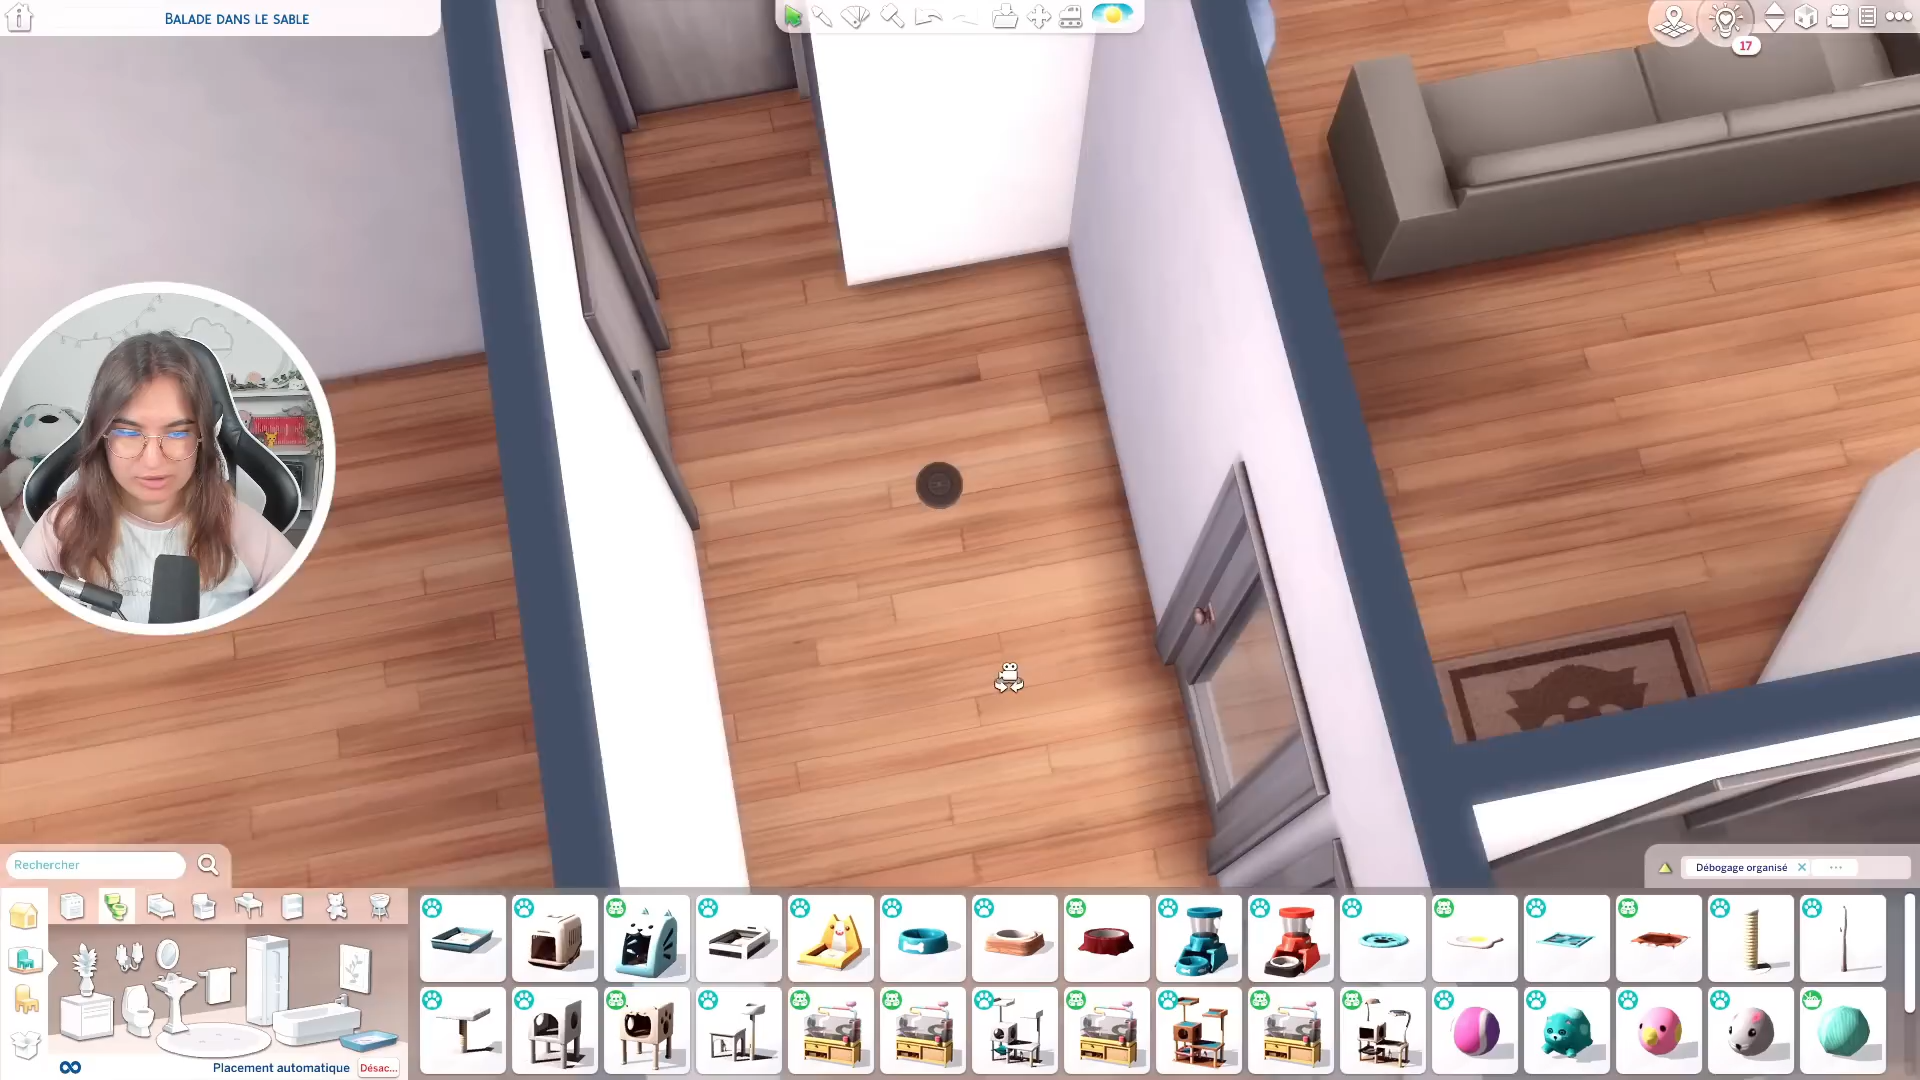 BALADE DANS LE SABLE
17
Rechercher
Débogage organisé
Placement automatique
Désac...